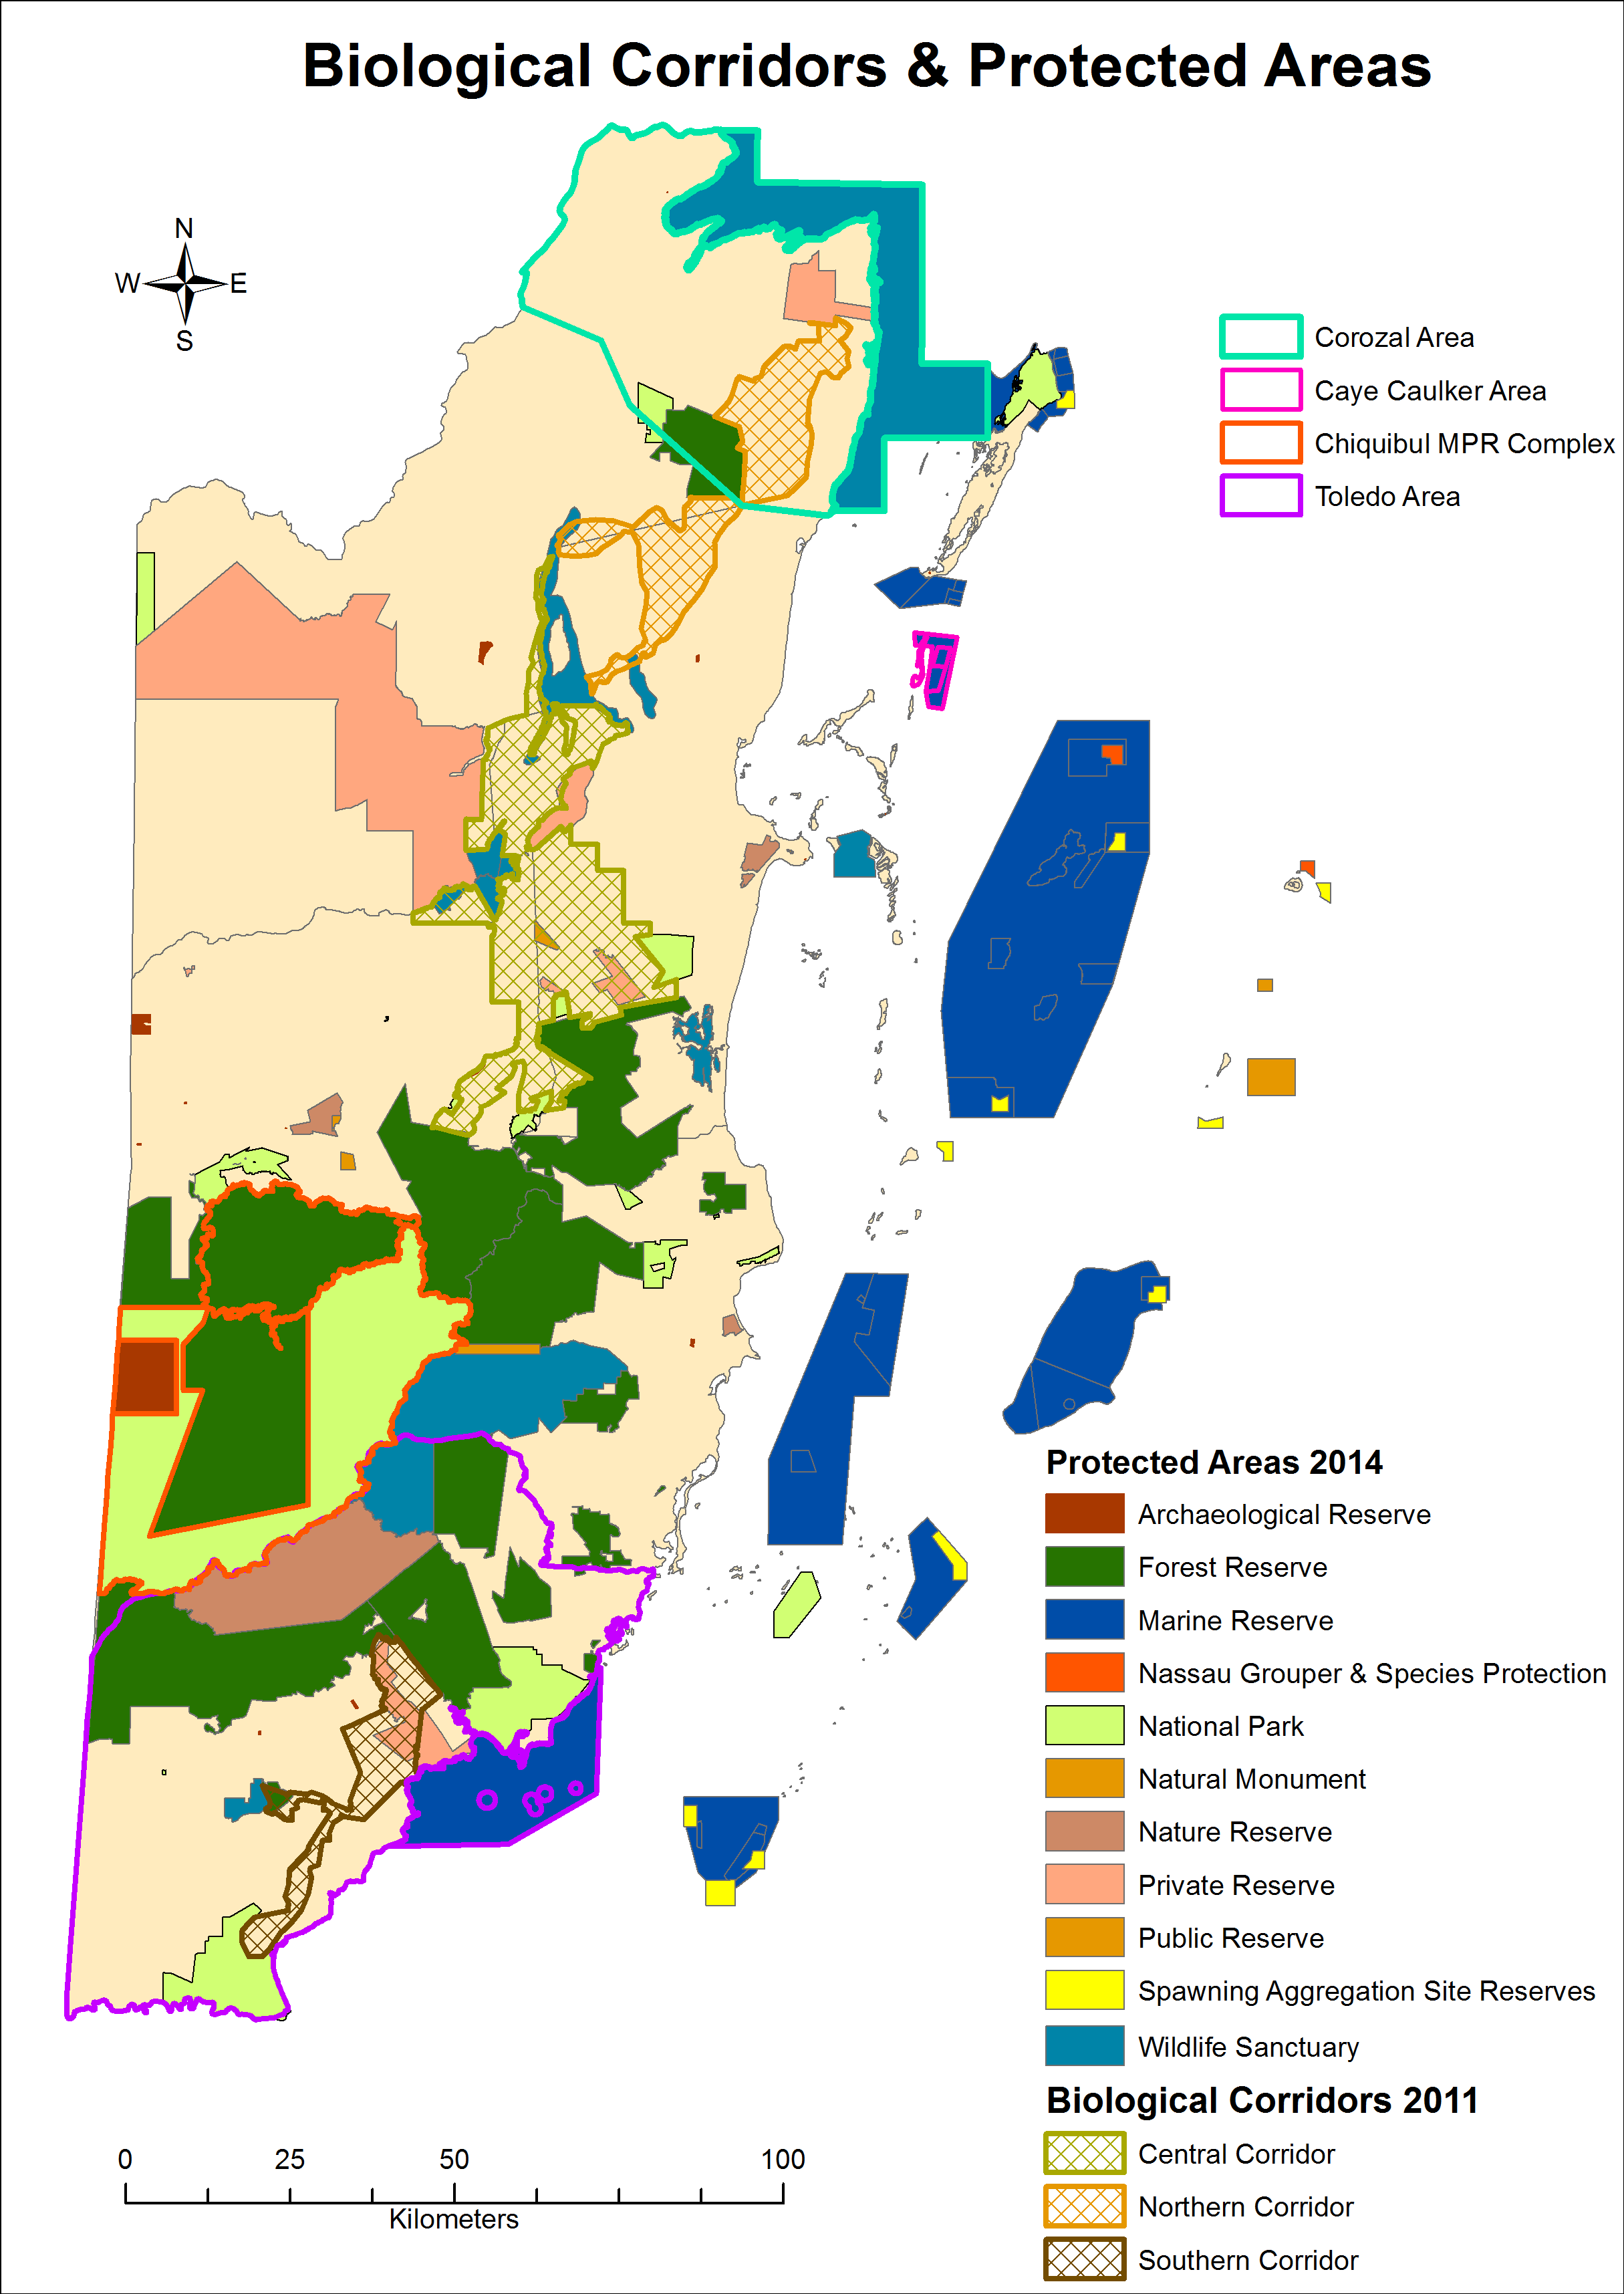 Biological Corridors & Protected Areas
N
W E
S
Corozal Area
Caye Caulker Area
Chiquibul MPR Complex
Toledo Area
Protected Areas 2014
Archaeological Reserve
Forest Reserve
Marine Reserve
Nassau Grouper & Species Protection
National Park
Natural Monument
Nature Reserve
Private Reserve
Public Reserve
Spawning Aggregation Site Reserves
Wildlife Sanctuary
Biological Corridors 2011
Central Corridor
Northern Corridor
Southern Corridor
0 25 50 100
Kilometers